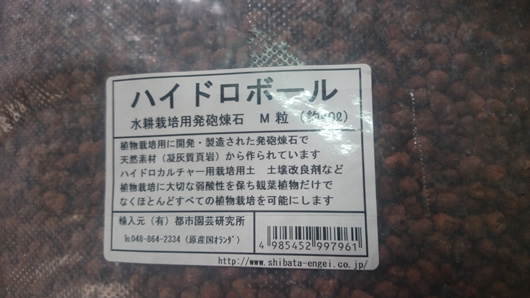 ハイドロボール
水耕栽培用発砲煉石 M粒
植物栽培用に開発・製造された発砲煉石で
天然素材(凝灰質頁岩)から作られています
ハイドロカルチャー用栽培用土 土壌改良剤など
植物栽培に大切な弱酸性を保ち観葉植物だけで
なくほとんどすべての植物栽培を可能にします
輸入元(有)都市園芸研究所
℡048-864-2334(原産国オランダ)
4 985452 997961
http://www.shibata-engei.co.jp/